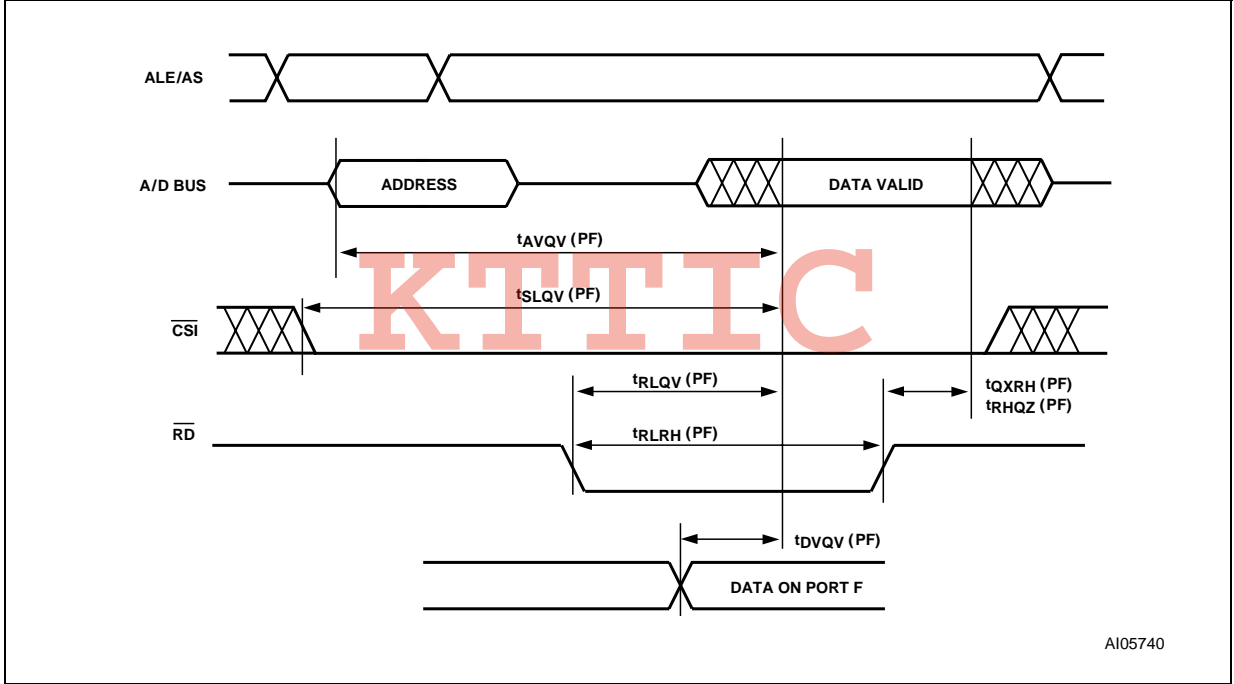 ALE/AS
A/D BUS
ADDRESS
DATA VALID
tAVQV (PF)
KTTIC
tSLQV (PF)
CSI
tRLQV (PF)
tQXRH (PF)
tRHQZ (PF)
RD
tRLRH (PF)
tDVQV (PF)
DATA ON PORT F
AI05740